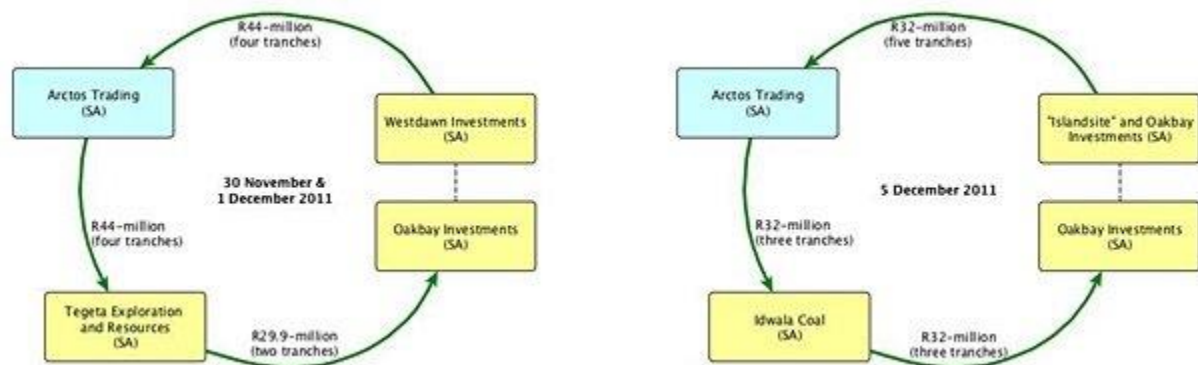 R44-million
(four tranches)
Arctos Trading
(SA)
Westdawn Investments
(SA)
30 November &
1 December 2011
R44-million
(four tranches)
Oakbay Investments
(SA)
Tegeta Exploration
and Resources
(SA)
R29.9-million
(two tranches)
R32-million
(five tranches)
Arctos Trading
(SA)
"Islandsite" and Oakbay
Investments (SA)
5 December 2011
R32-million
(three tranches)
Oakbay Investments
(SA)
Idwala Coal
(SA)
R32-million
(three tranches)